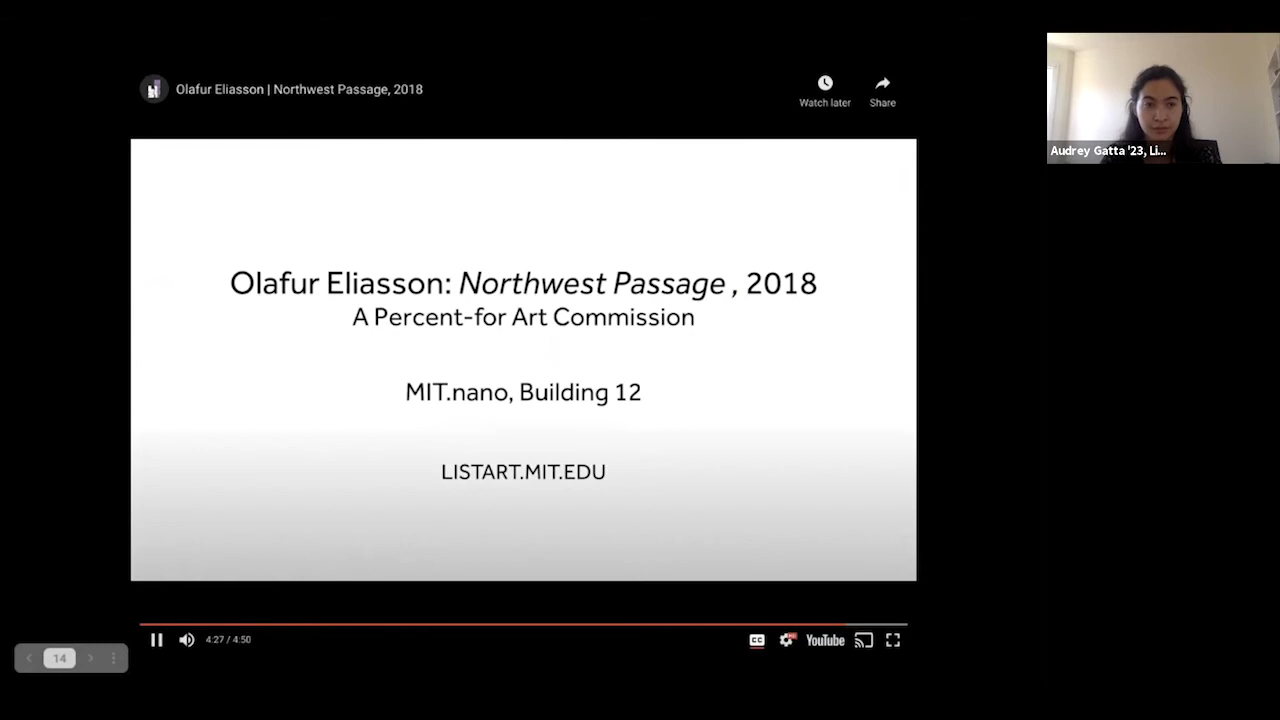 Olafur Eliasson | Northwest Passage, 2018
Watch later
Share
Audrey Gatta '23, Li...
Olafur Eliasson: Northwest Passage , 2018
A Percent-for Art Commission
MIT.nano, Building 12
LISTART.MIT.EDU
4:27 / 4:50
CC
YouTube
14